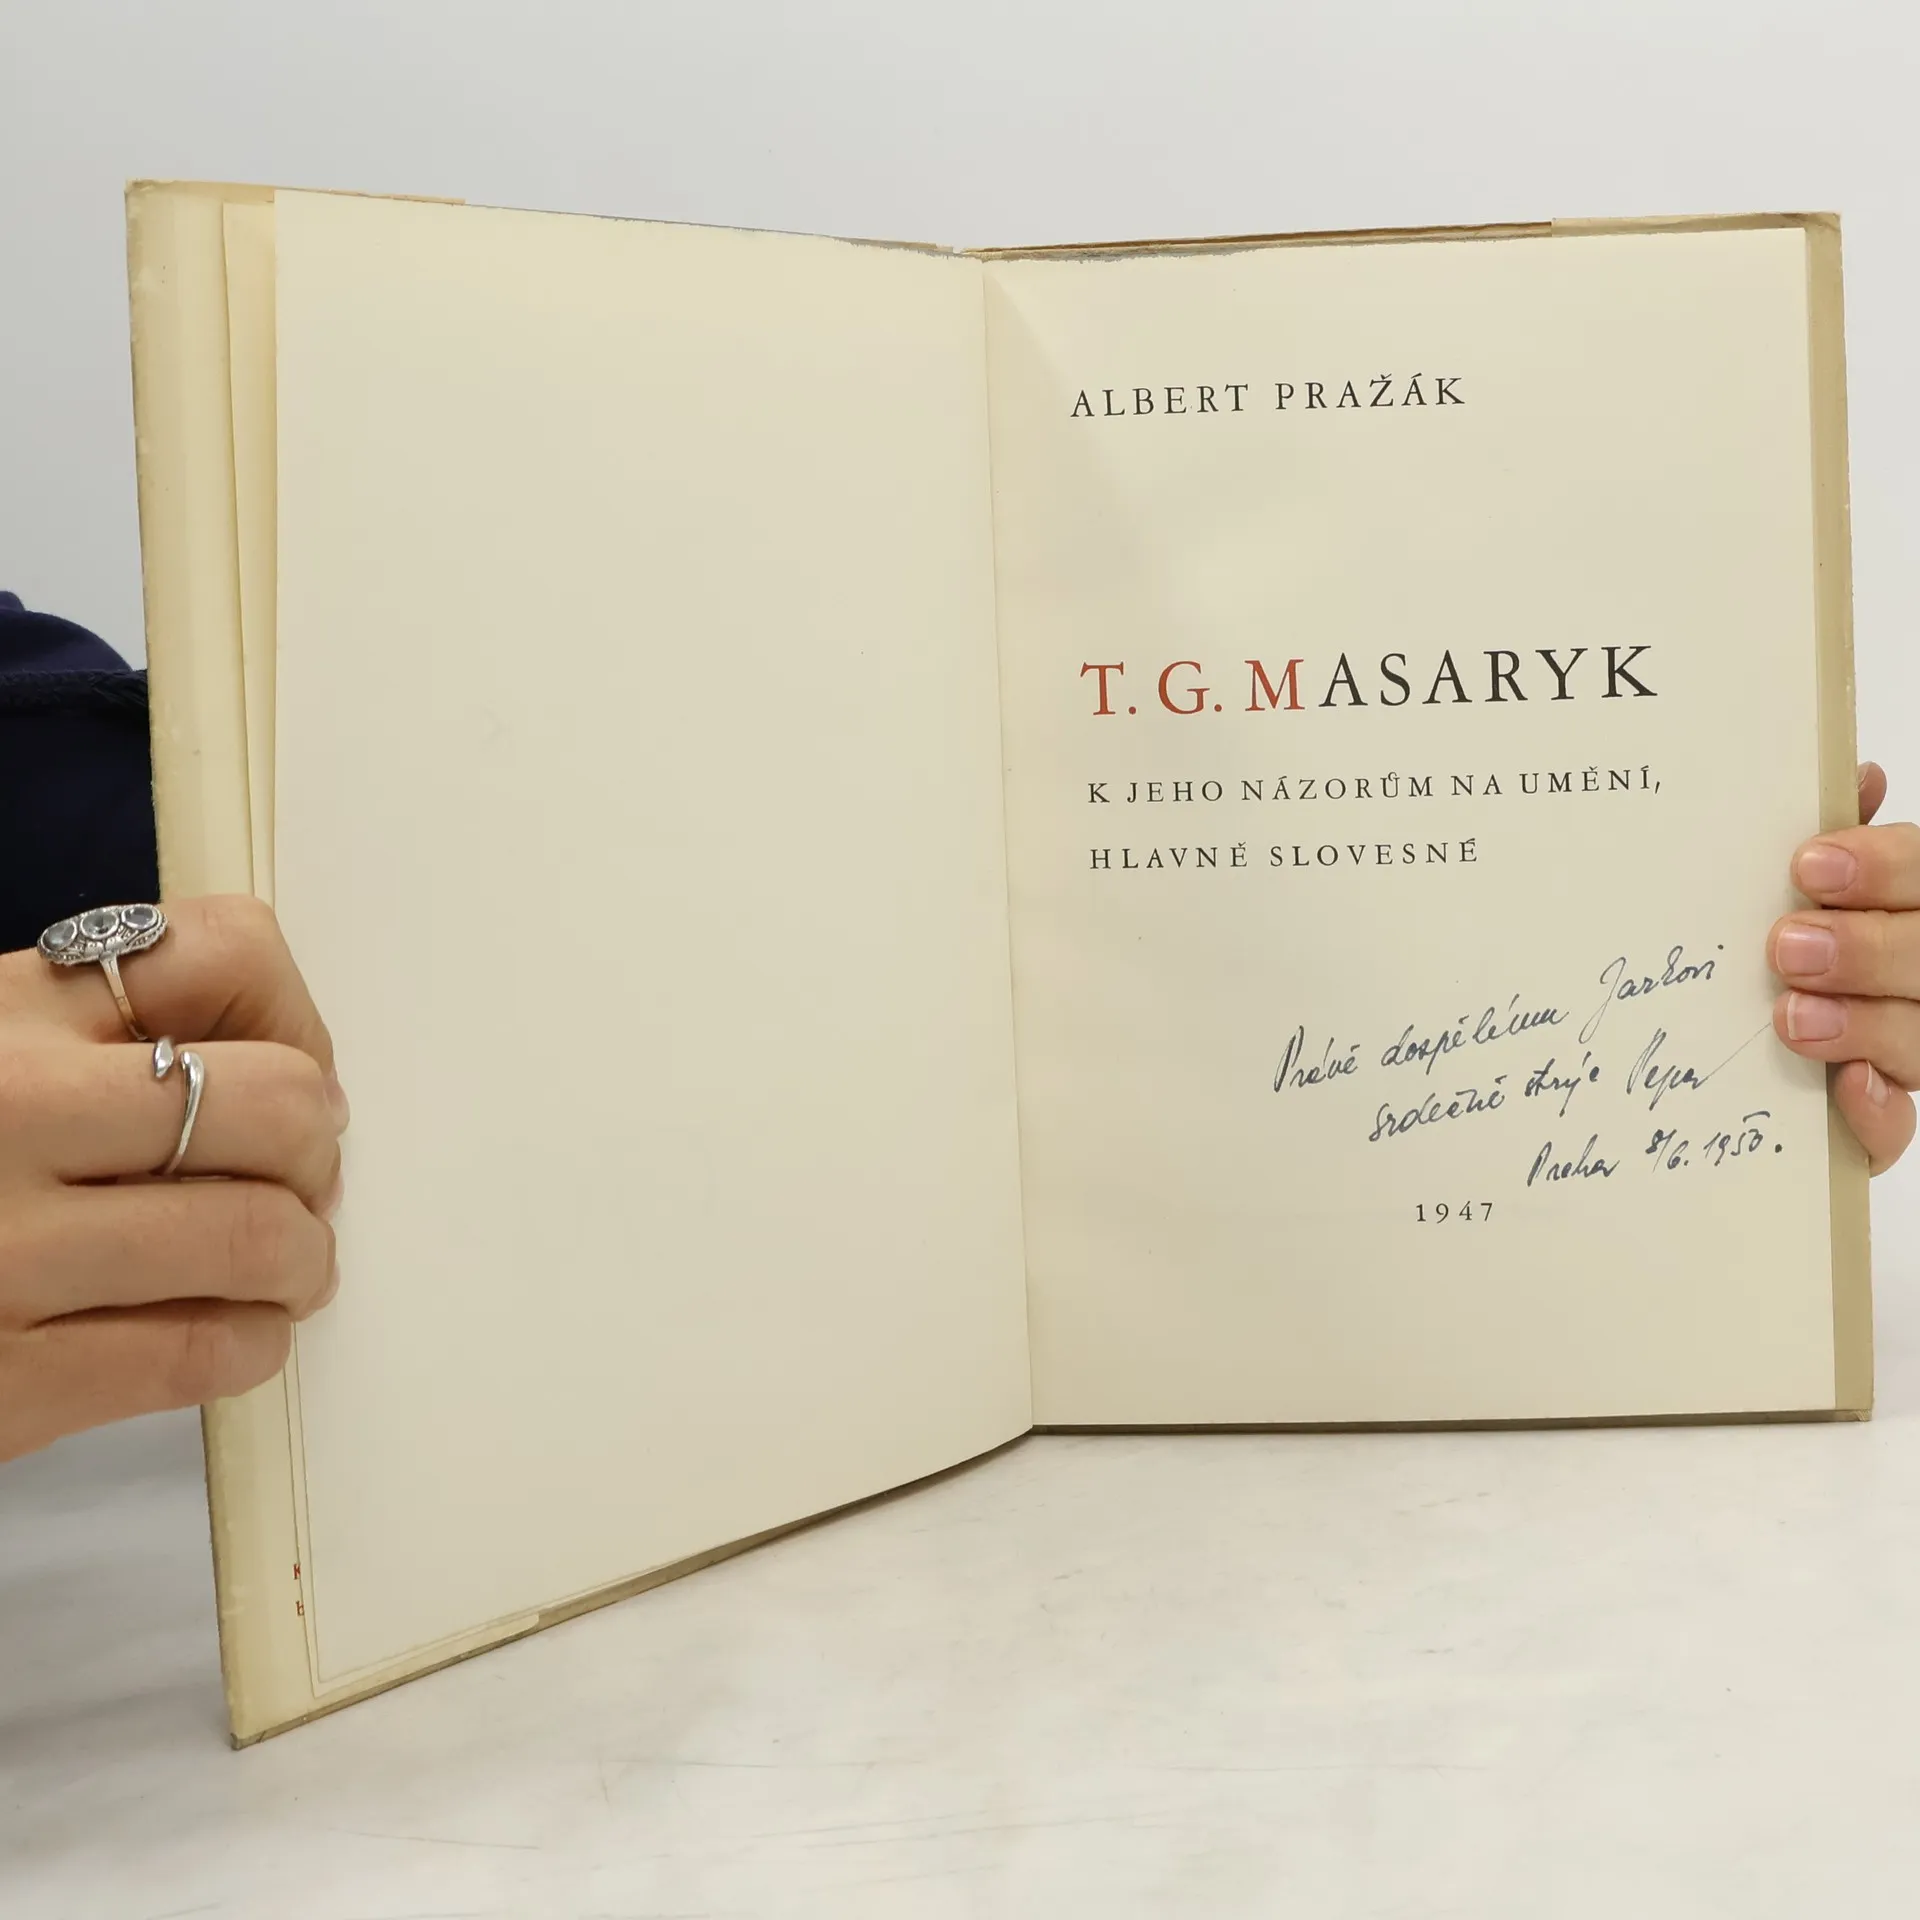 ALBERT PRAŽÁK
T. G. MASARYK
K JEHO NÁZORŮM NA UMĚNÍ,
HLAVNĚ SLOVESNÉ
Právě dospělému Jarkovi
srdečně strýc Pepa
Praha 8/6. 1950.
1947